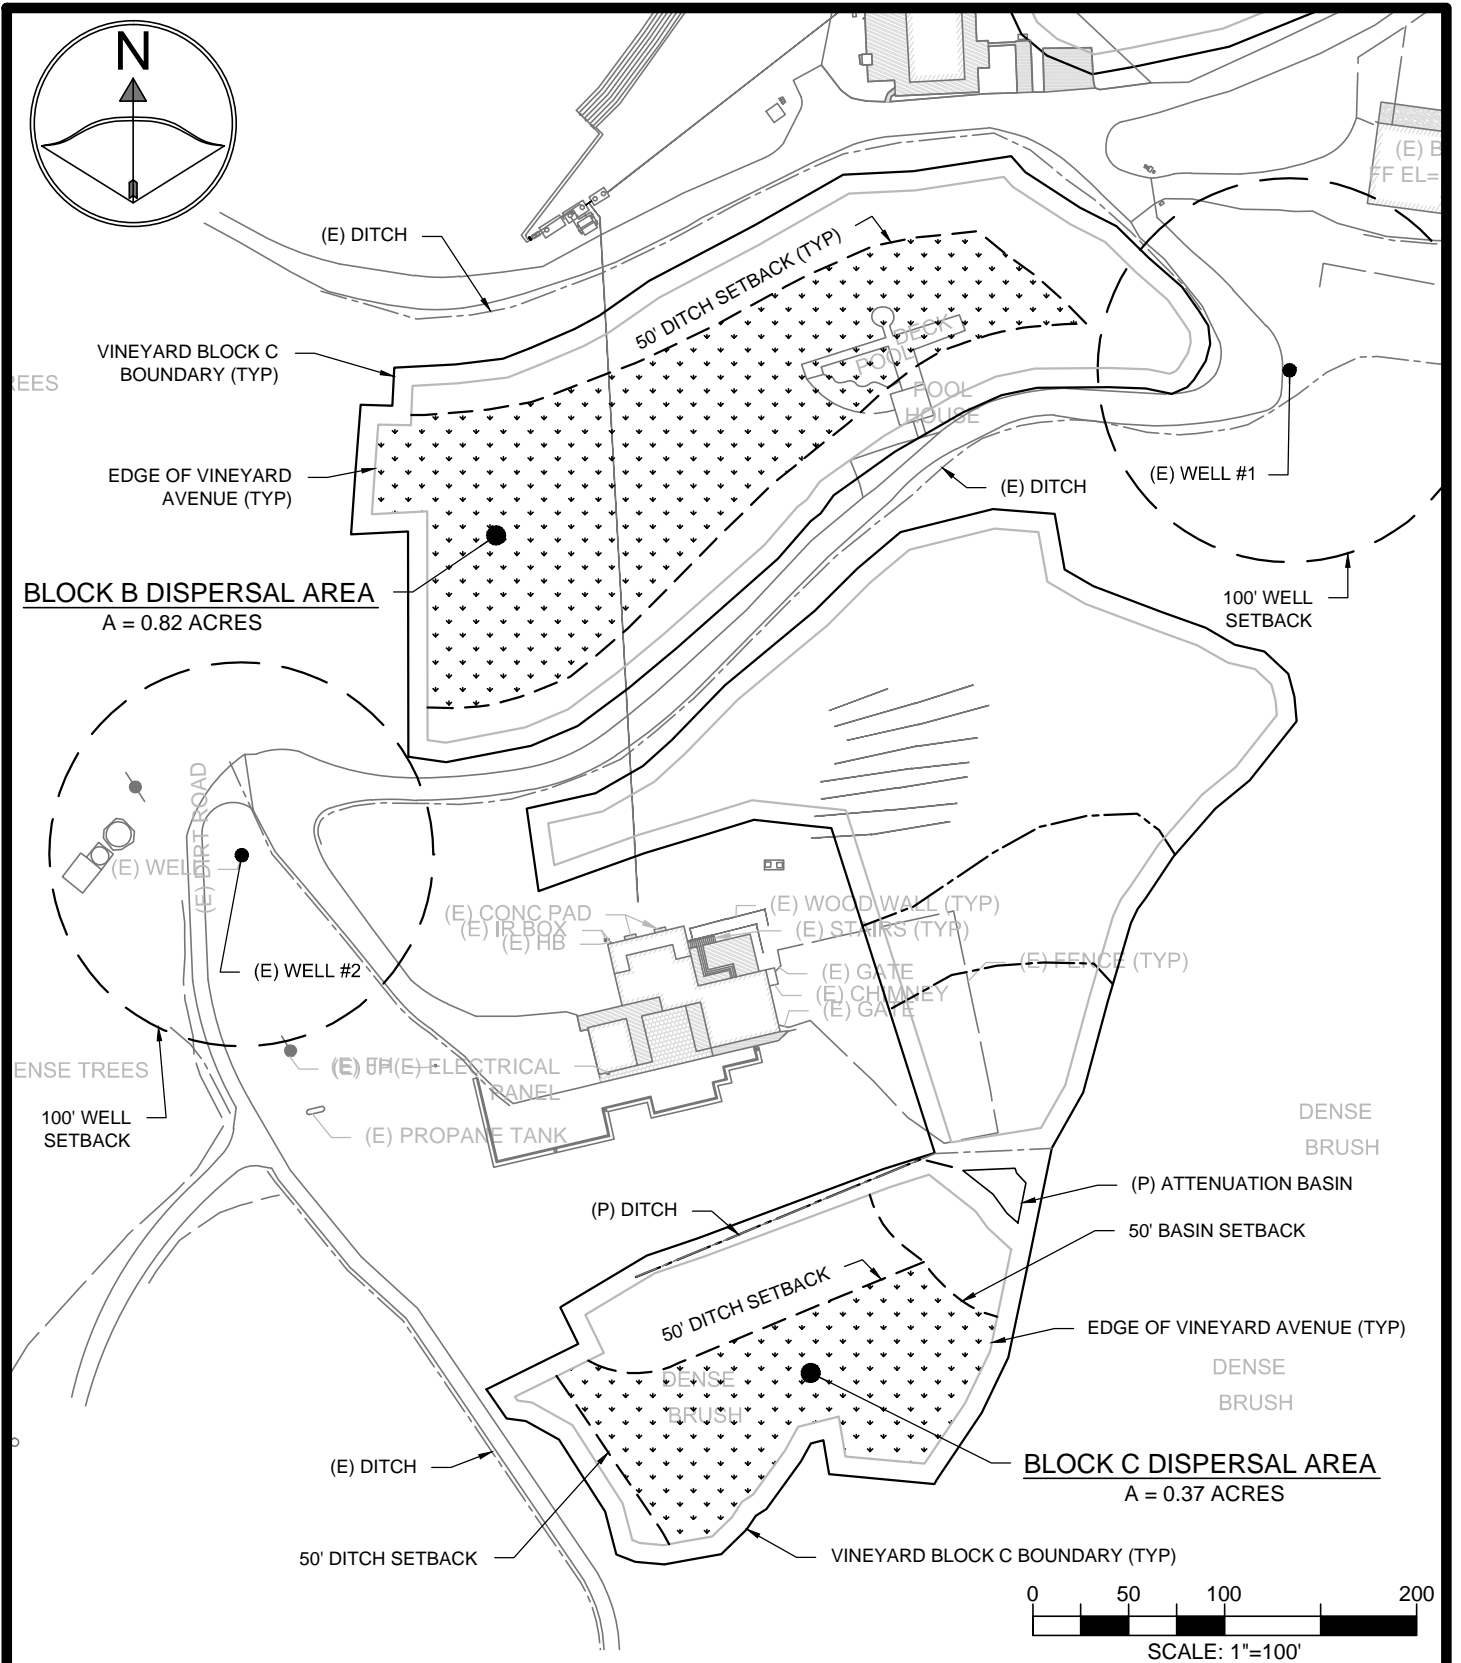 N
(E) B
FF EL=
(E) DITCH
50' DITCH SETBACK (TYP)
VINEYARD BLOCK C
BOUNDARY (TYP)
REES
DECK
POOL
POOL
HOUSE
EDGE OF VINEYARD
AVENUE (TYP)
(E) WELL #1
(E) DITCH
BLOCK B DISPERSAL AREA
A = 0.82 ACRES
100' WELL
SETBACK
(E) DIRT ROAD
(E) WELL
(E) WELL #2
(E) CONC PAD
(E) IR BOX
(E) HB
(E) WOOD WALL (TYP)
(E) STAIRS (TYP)
(E) GATE
(E) CHIMNEY
(E) GATE
(E) FENCE (TYP)
ENSE TREES
100' WELL
SETBACK
(E) ELECTRICAL
PANEL
(E) PROPANE TANK
DENSE
BRUSH
(P) ATTENUATION BASIN
(P) DITCH
50' BASIN SETBACK
50' DITCH SETBACK
EDGE OF VINEYARD AVENUE (TYP)
DENSE
BRUSH
DENSE
BRUSH
(E) DITCH
BLOCK C DISPERSAL AREA
A = 0.37 ACRES
50' DITCH SETBACK
VINEYARD BLOCK C BOUNDARY (TYP)
0 50 100 200
SCALE: 1"=100'